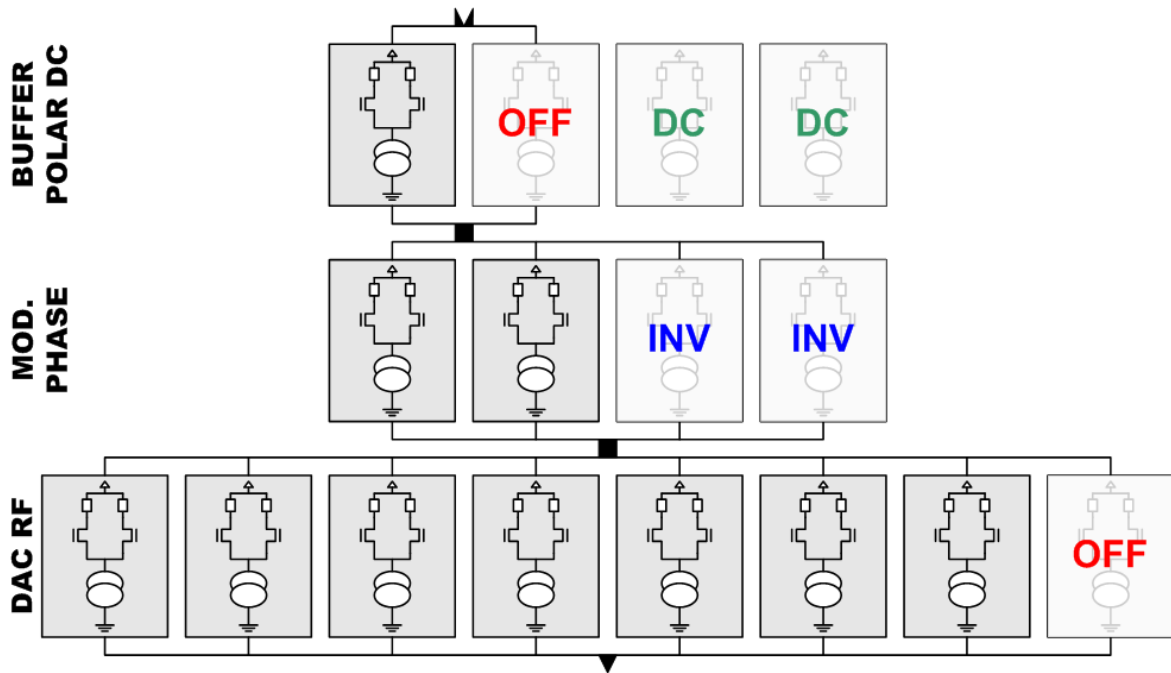 BUFFER
POLAR DC
OFF
DC
DC
MOD.
PHASE
INV
INV
DAC RF
OFF